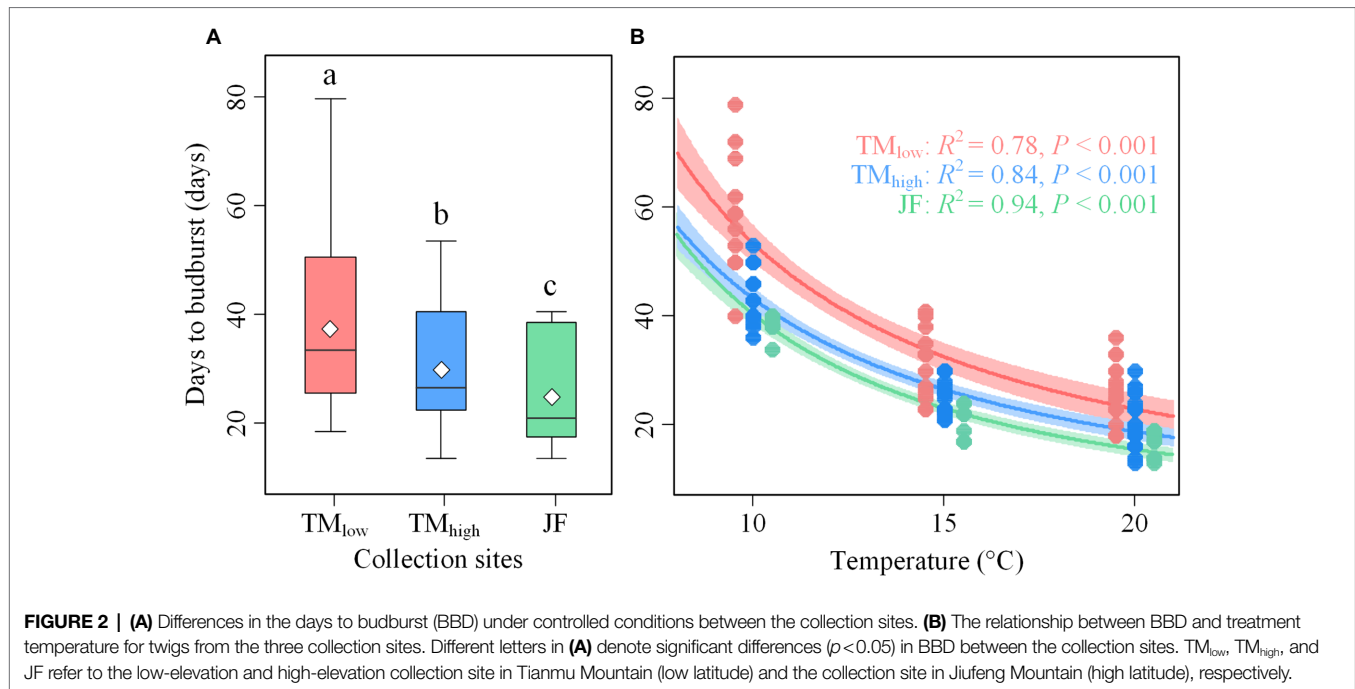 A
B
a
b
c
80
60
40
20
Days to budburst (days)
TMlow
TMhigh
JF
Collection sites
80
60
40
20
TMlow: R² = 0.78, P < 0.001
TMhigh: R² = 0.84, P < 0.001
JF: R² = 0.94, P < 0.001
10
15
20
Temperature (°C)
FIGURE 2 | (A) Differences in the days to budburst (BBD) under controlled conditions between the collection sites. (B) The relationship between BBD and treatment
temperature for twigs from the three collection sites. Different letters in (A) denote significant differences (p<0.05) in BBD between the collection sites. TMlow, TMhigh, and
JF refer to the low-elevation and high-elevation collection site in Tianmu Mountain (low latitude) and the collection site in Jiufeng Mountain (high latitude), respectively.